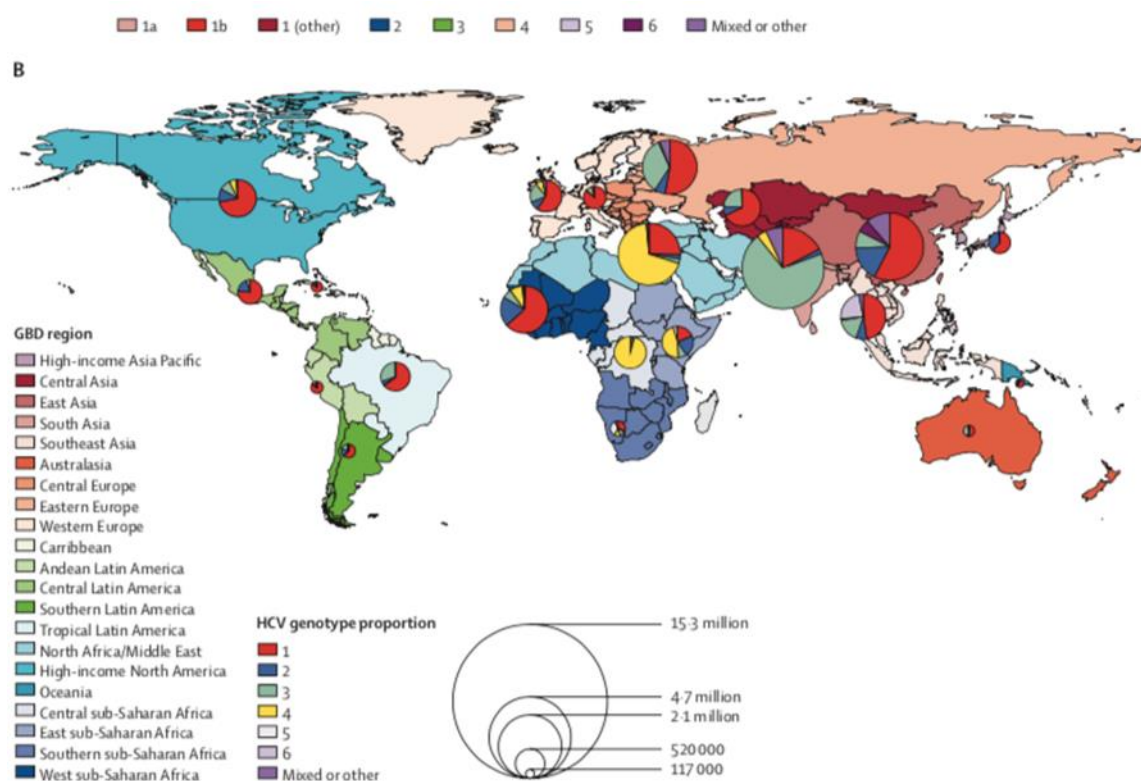 1a 1b 1 (other) 2 3 4 5 6 Mixed or other
B
GBD region
High-income Asia Pacific
Central Asia
East Asia
South Asia
Southeast Asia
Australasia
Central Europe
Eastern Europe
Western Europe
Carribbean
Andean Latin America
Central Latin America
Southern Latin America
Tropical Latin America
North Africa/Middle East
High-income North America
Oceania
Central sub-Saharan Africa
East sub-Saharan Africa
Southern sub-Saharan Africa
West sub-Saharan Africa
HCV genotype proportion
1
2
3
4
5
6
Mixed or other
15·3 million
4·7 million
2·1 million
520 000
117 000